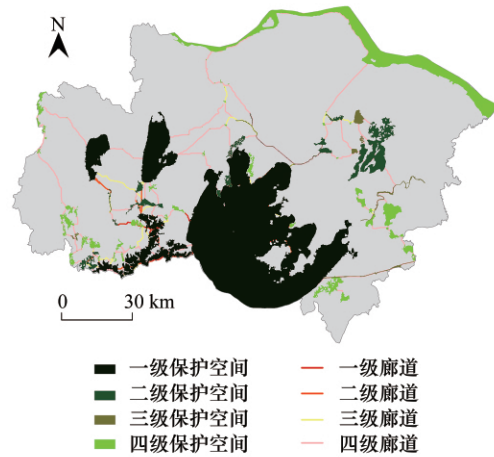 N
0 30 km
一级保护空间 一级廊道
二级保护空间 二级廊道
三级保护空间 三级廊道
四级保护空间 四级廊道